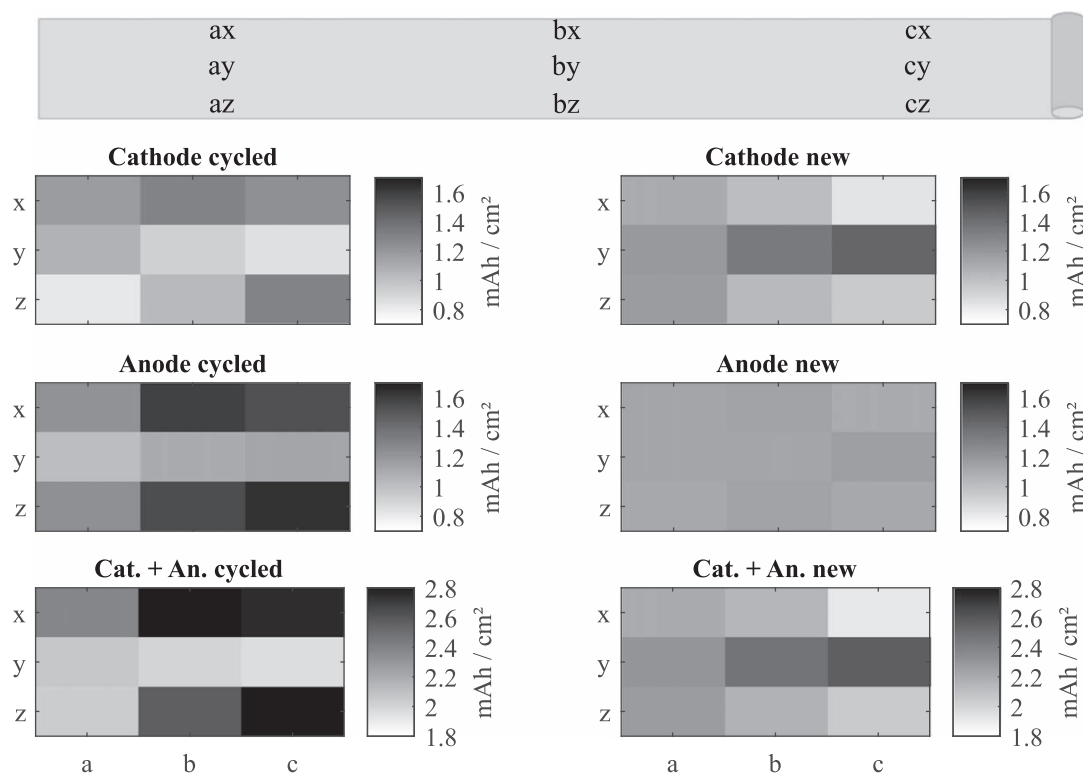 ax bx cx
ay by cy
az bz cz
Cathode cycled
x
y
z
1.6
1.4
1.2
1
0.8
mAh / cm²
Cathode new
x
y
z
1.6
1.4
1.2
1
0.8
mAh / cm²
Anode cycled
x
y
z
1.6
1.4
1.2
1
0.8
mAh / cm²
Anode new
x
y
z
1.6
1.4
1.2
1
0.8
mAh / cm²
Cat. + An. cycled
x
y
z
a b c
2.8
2.6
2.4
2.2
2
1.8
mAh / cm²
Cat. + An. new
x
y
z
a b c
2.8
2.6
2.4
2.2
2
1.8
mAh / cm²